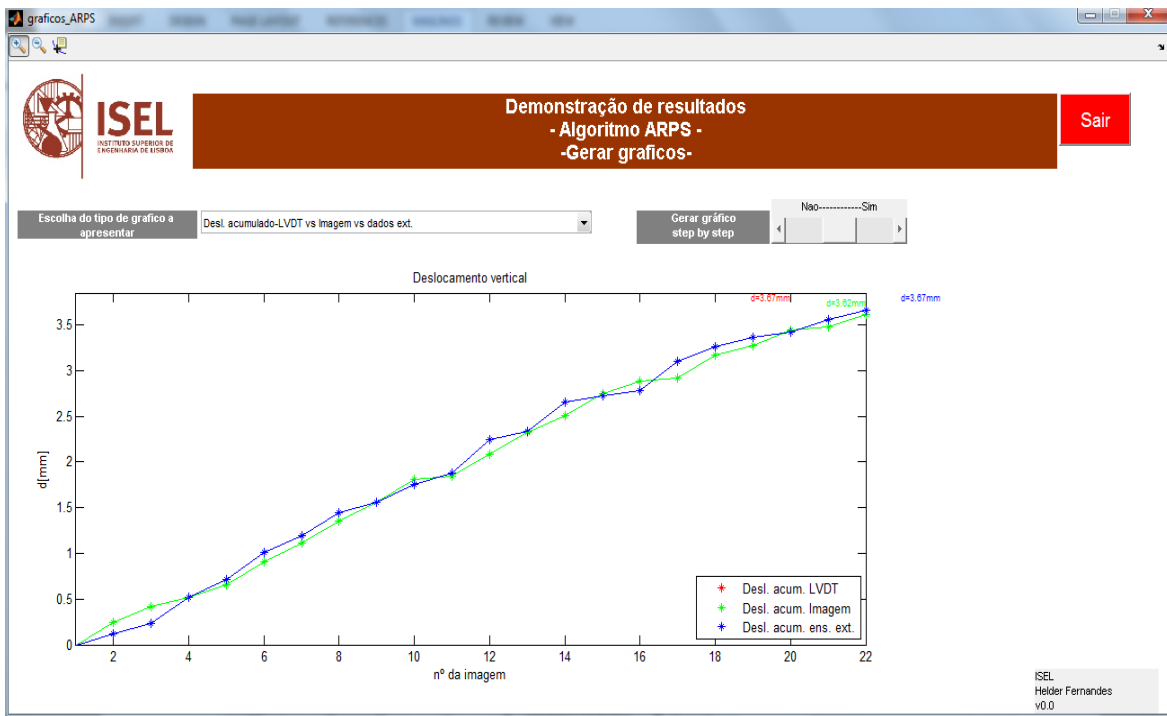 graficos_ARPS
ISEL
INSTITUTO SUPERIOR DE
ENGENHARIA DE LISBOA
Demonstração de resultados
- Algoritmo ARPS -
-Gerar graficos-
Sair
Escolha do tipo de grafico a
apresentar
Desl. acumulado-LVDT vs Imagem vs dados ext.
Gerar gráfico
step by step
Nao------------Sim
Deslocamento vertical
d=3.67mm
d=3.62mm
d=3.67mm
3.5
3
2.5
2
1.5
1
0.5
0
d[mm]
Desl. acum. LVDT
Desl. acum. Imagem
Desl. acum. ens. ext.
2 4 6 8 10 12 14 16 18 20 22
nº da imagem
ISEL
Helder Fernandes
v0.0